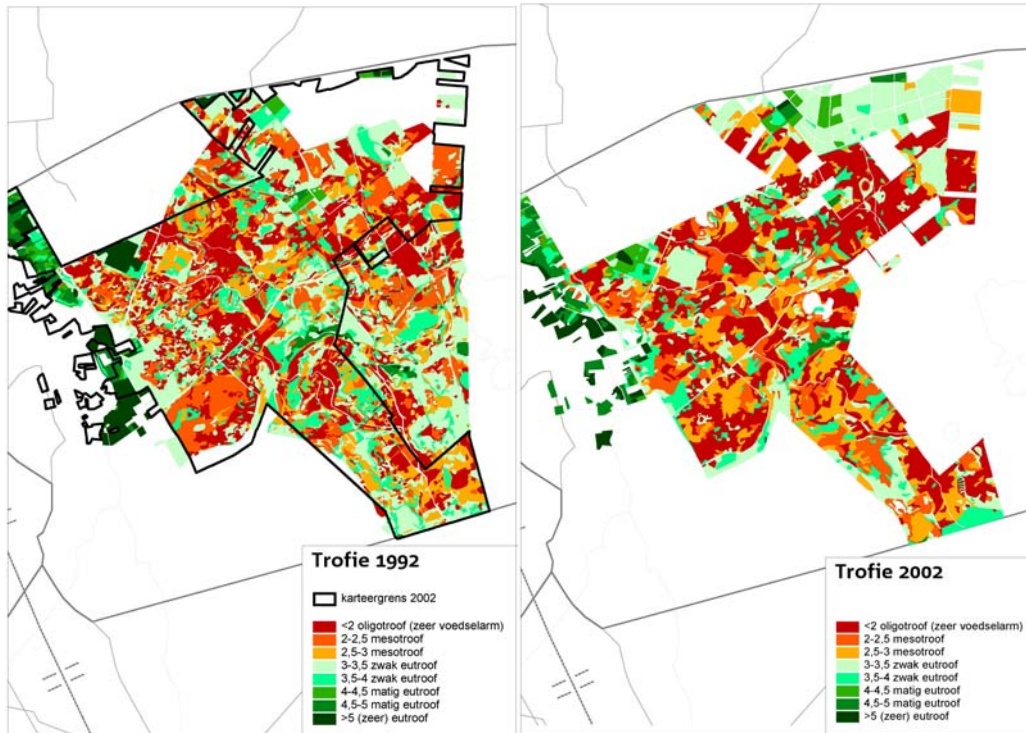 Trofie 1992
karteergrens 2002
<2 oligotroof (zeer voedselarm)
2-2,5 mesotroof
2,5-3 mesotroof
3-3,5 zwak eutroof
3,5-4 zwak eutroof
4-4,5 matig eutroof
4,5-5 matig eutroof
>5 (zeer) eutroof
Trofie 2002
<2 oligotroof (zeer voedselarm)
2-2,5 mesotroof
2,5-3 mesotroof
3-3,5 zwak eutroof
3,5-4 zwak eutroof
4-4,5 matig eutroof
4,5-5 matig eutroof
>5 (zeer) eutroof